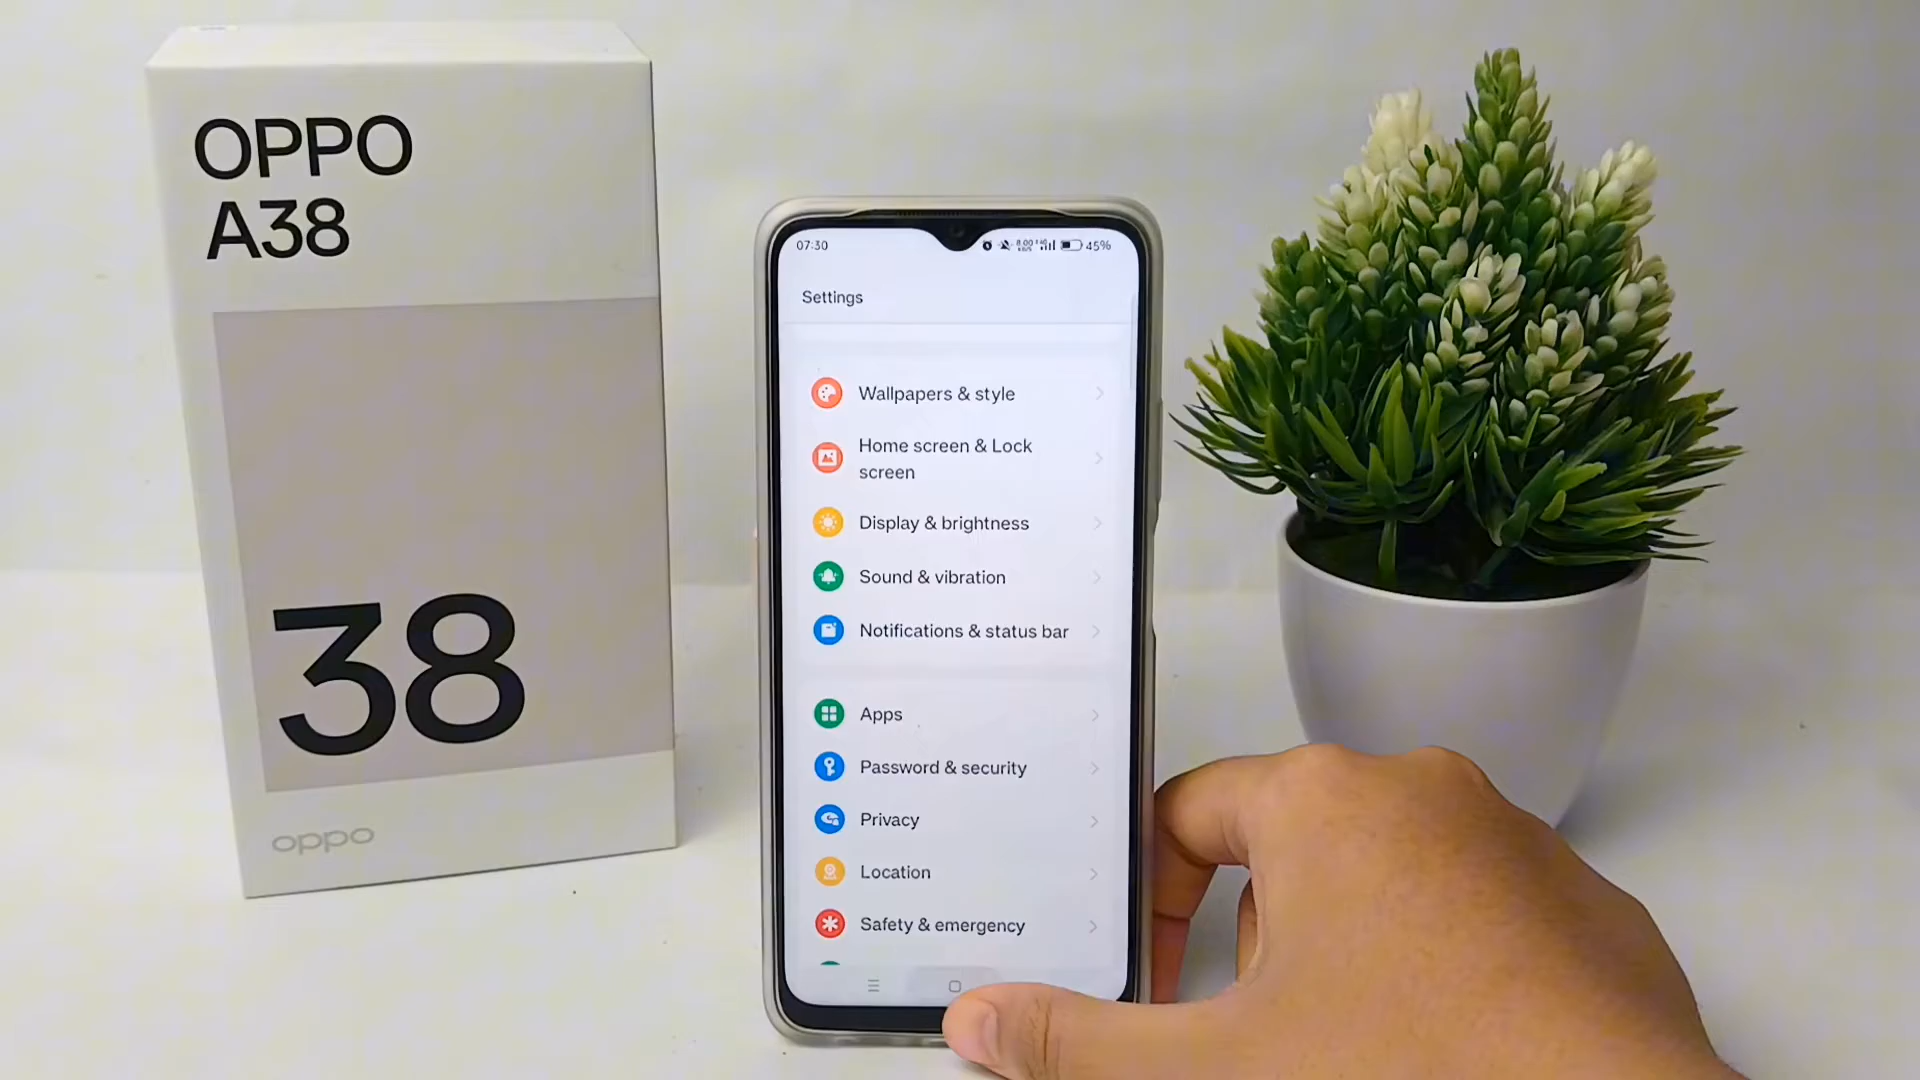 OPPO
A38
38
oppo
07:30
45%
Settings
Wallpapers & style
Home screen & Lock
screen
Display & brightness
Sound & vibration
Notifications & status bar
Apps
Password & security
Privacy
Location
Safety & emergency